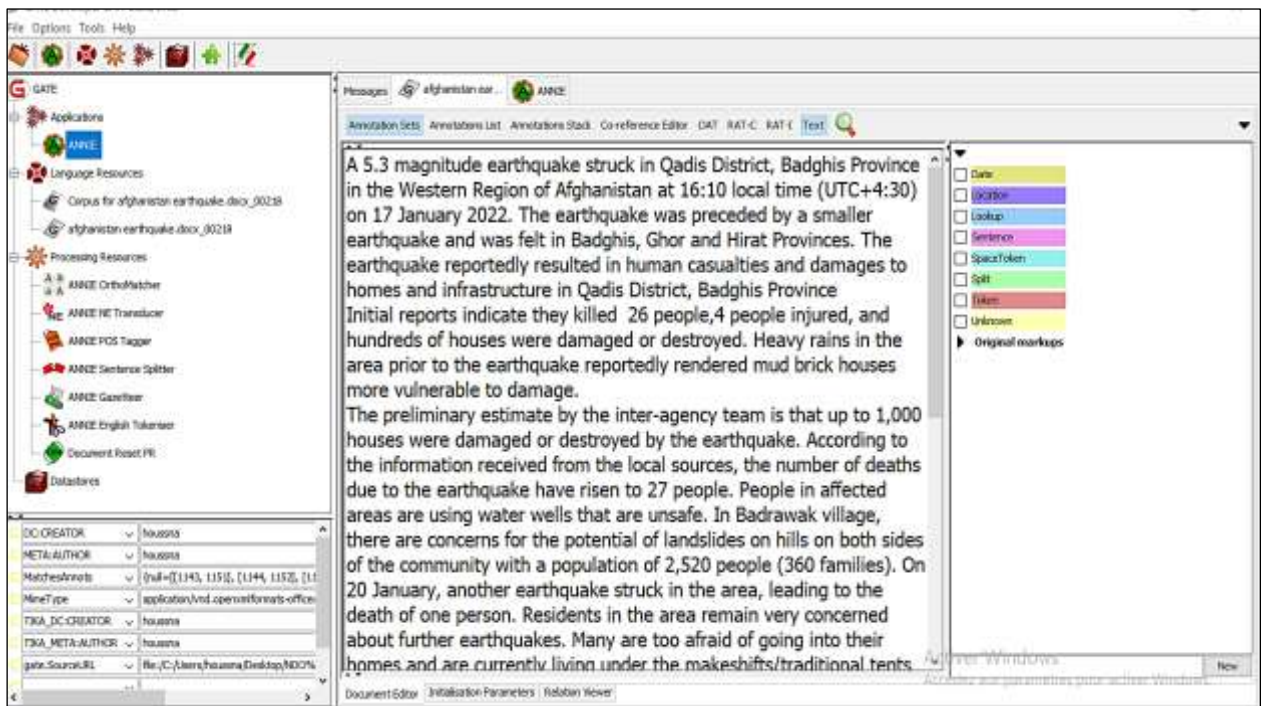 File Options Tools Help
GATE
Applications
ANNIE
Language Resources
Corpus for afghanistan earthquake.docx_00218
afghanistan earthquake.docx_00218
Processing Resources
ANNIE OrthoMatcher
ANNIE NE Transducer
ANNIE POS Tagger
ANNIE Sentence Splitter
ANNIE Gazetteer
ANNIE English Tokeniser
Document Reset PR
Datastores
DC:CREATOR houssna
META:AUTHOR houssna
MatchesAnnots {null=[[1143, 1151], [1144, 1152], [11
MimeType application/vnd.openxmlformats-office
TIKA_DC:CREATOR houssna
TIKA_META:AUTHOR houssna
gate.SourceURL file:/C:/Users/houssna/Desktop/NOO%
Messages afghanistan ear... ANNIE
Annotation Sets Annotations List Annotations Stack Co-reference Editor OAT RAT-C RAT-I Text
A 5.3 magnitude earthquake struck in Qadis District, Badghis Province
in the Western Region of Afghanistan at 16:10 local time (UTC+4:30)
on 17 January 2022. The earthquake was preceded by a smaller
earthquake and was felt in Badghis, Ghor and Hirat Provinces. The
earthquake reportedly resulted in human casualties and damages to
homes and infrastructure in Qadis District, Badghis Province
Initial reports indicate they killed 26 people,4 people injured, and
hundreds of houses were damaged or destroyed. Heavy rains in the
area prior to the earthquake reportedly rendered mud brick houses
more vulnerable to damage.
The preliminary estimate by the inter-agency team is that up to 1,000
houses were damaged or destroyed by the earthquake. According to
the information received from the local sources, the number of deaths
due to the earthquake have risen to 27 people. People in affected
areas are using water wells that are unsafe. In Badrawak village,
there are concerns for the potential of landslides on hills on both sides
of the community with a population of 2,520 people (360 families). On
20 January, another earthquake struck in the area, leading to the
death of one person. Residents in the area remain very concerned
about further earthquakes. Many are too afraid of going into their
homes and are currently living under the makeshifts/traditional tents
Date
Location
Lookup
Sentence
SpaceToken
Split
Token
Unknown
Original markups
Activer Windows
Accédez aux paramètres pour activer Windows.
New
Document Editor Initialisation Parameters Relation Viewer